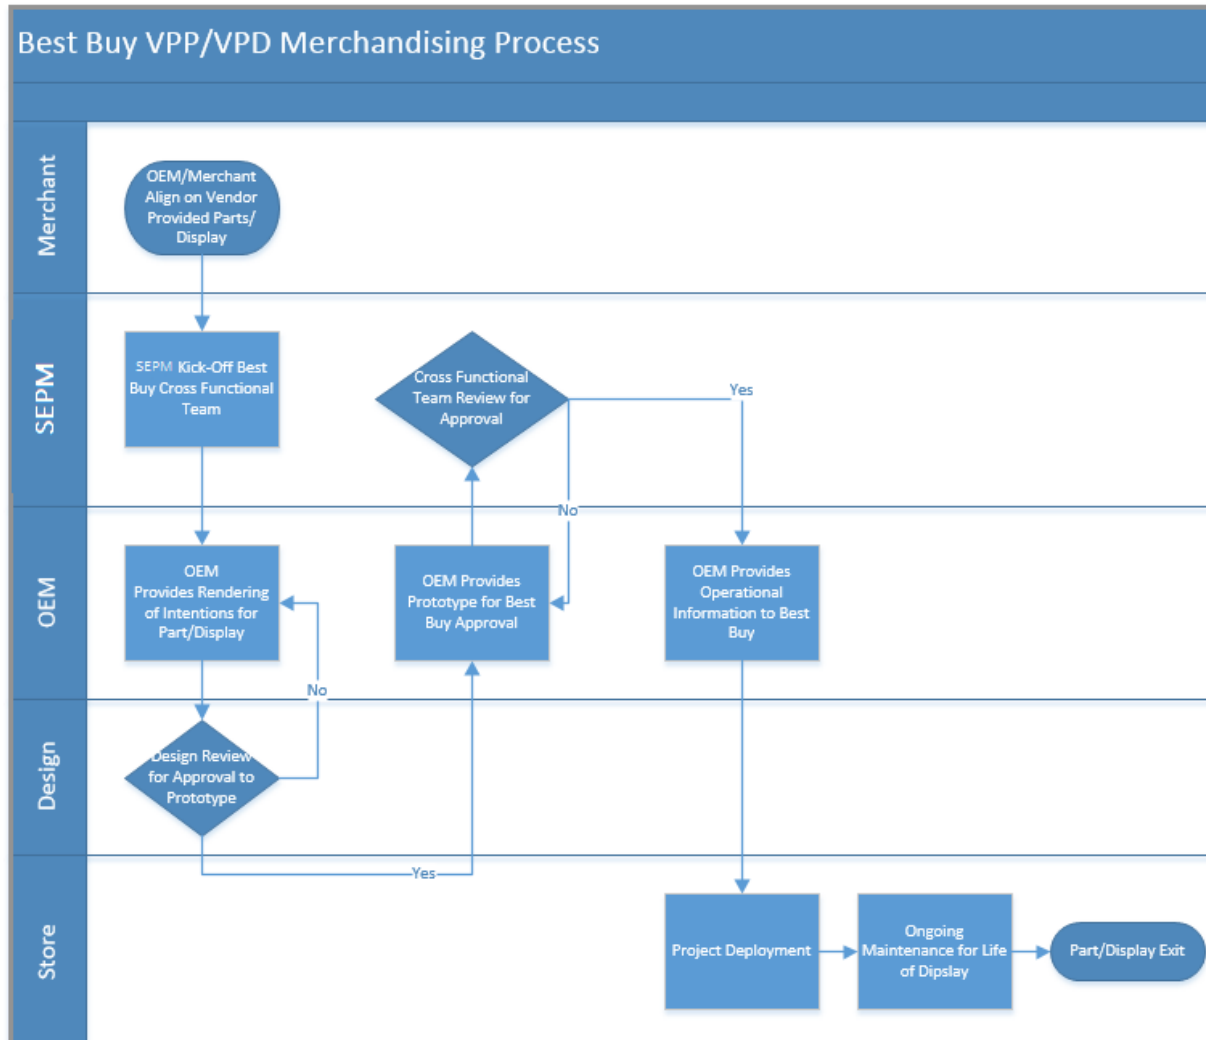 Best Buy VPP/VPD Merchandising Process
Merchant
OEM/Merchant
Align on Vendor
Provided Parts/
Display
SEPM
SEPM Kick-Off Best
Buy Cross Functional
Team
Cross Functional
Team Review for
Approval
Yes
No
OEM
OEM
Provides Rendering
of Intentions for
Part/Display
OEM Provides
Prototype for Best
Buy Approval
OEM Provides
Operational
Information to Best
Buy
No
Design
Design Review
for Approval to
Prototype
Yes
Store
Project Deployment
Ongoing
Maintenance for Life
of Dipslay
Part/Display Exit